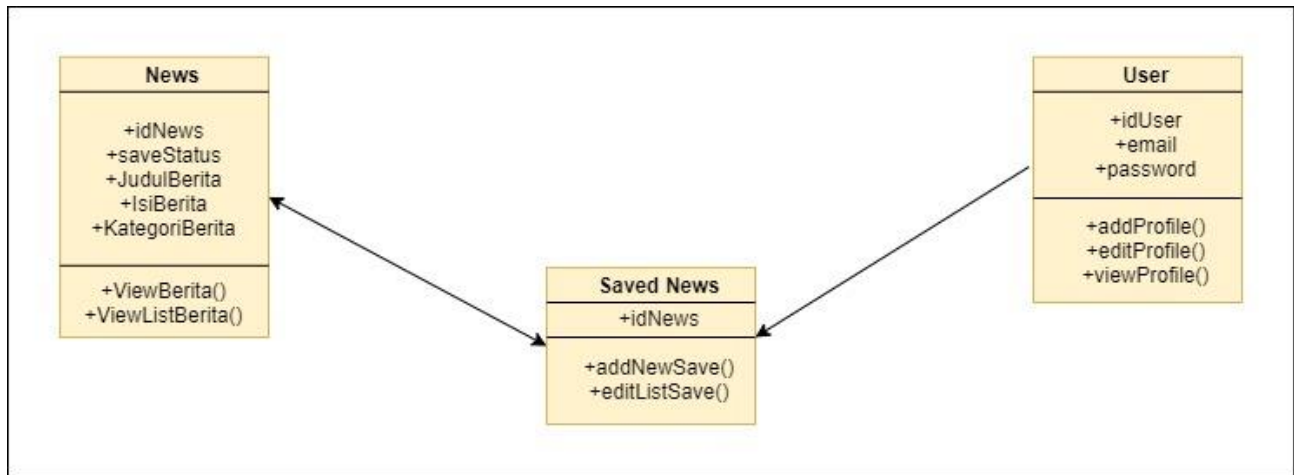 News
+idNews
+saveStatus
+JudulBerita
+IsiBerita
+KategoriBerita
+ViewBerita()
+ViewListBerita()
Saved News
+idNews
+addNewSave()
+editListSave()
User
+idUser
+email
+password
+addProfile()
+editProfile()
+viewProfile()